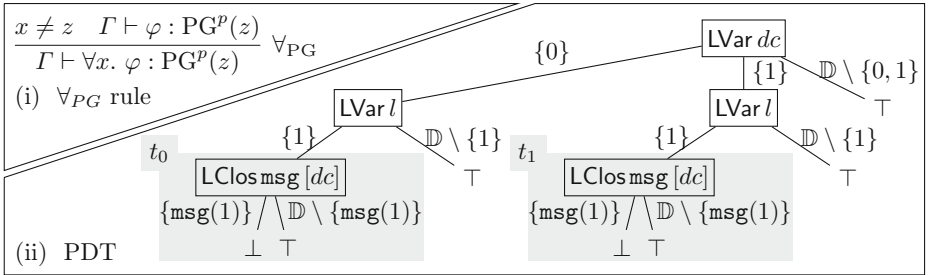 x ≠ z Γ ⊢ φ : PG^p(z)
Γ ⊢ ∀x. φ : PG^p(z) ∀_PG
(i) ∀_PG rule
LVar dc
{0} {1} 𝔻 \ {0, 1}
⊤
LVar l LVar l
{1} 𝔻 \ {1} {1} 𝔻 \ {1}
t_0 ⊤ t_1 ⊤
LClos msg [dc] LClos msg [dc]
{msg(1)} 𝔻 \ {msg(1)} {msg(1)} 𝔻 \ {msg(1)}
⊥ ⊤ ⊥ ⊤
(ii) PDT